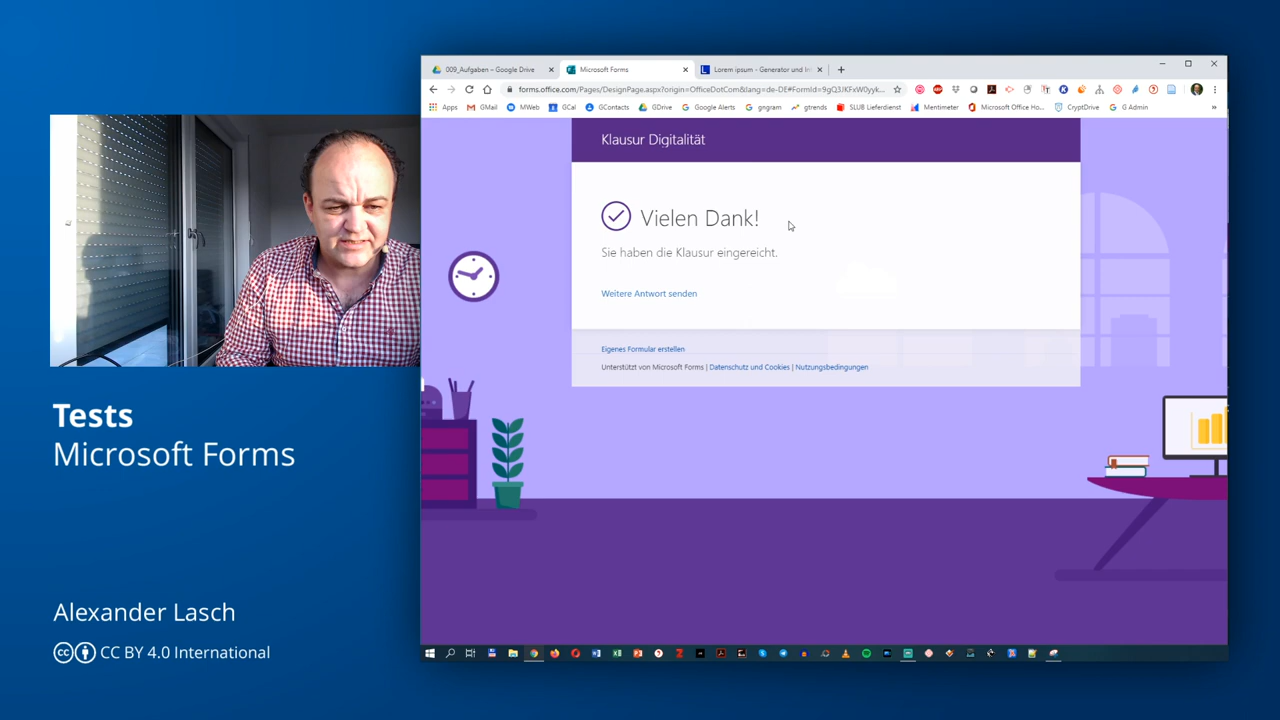 009_Aufgaben – Google Drive
Microsoft Forms
Lorem ipsum - Generator und In
forms.office.com/Pages/DesignPage.aspx?origin=OfficeDotCom&lang=de-DE#FormId=9gQ3JKFxW0yyk...
Apps
GMail
MWeb
GCal
GContacts
GDrive
Google Alerts
gngram
gtrends
SLUB Lieferdienst
Mentimeter
Microsoft Office Ho...
CryptDrive
G Admin
Klausur Digitalität
Vielen Dank!
Sie haben die Klausur eingereicht.
Weitere Antwort senden
Eigenes Formular erstellen
Unterstützt von Microsoft Forms | Datenschutz und Cookies | Nutzungsbedingungen
Tests
Microsoft Forms
Alexander Lasch
CC BY 4.0 International